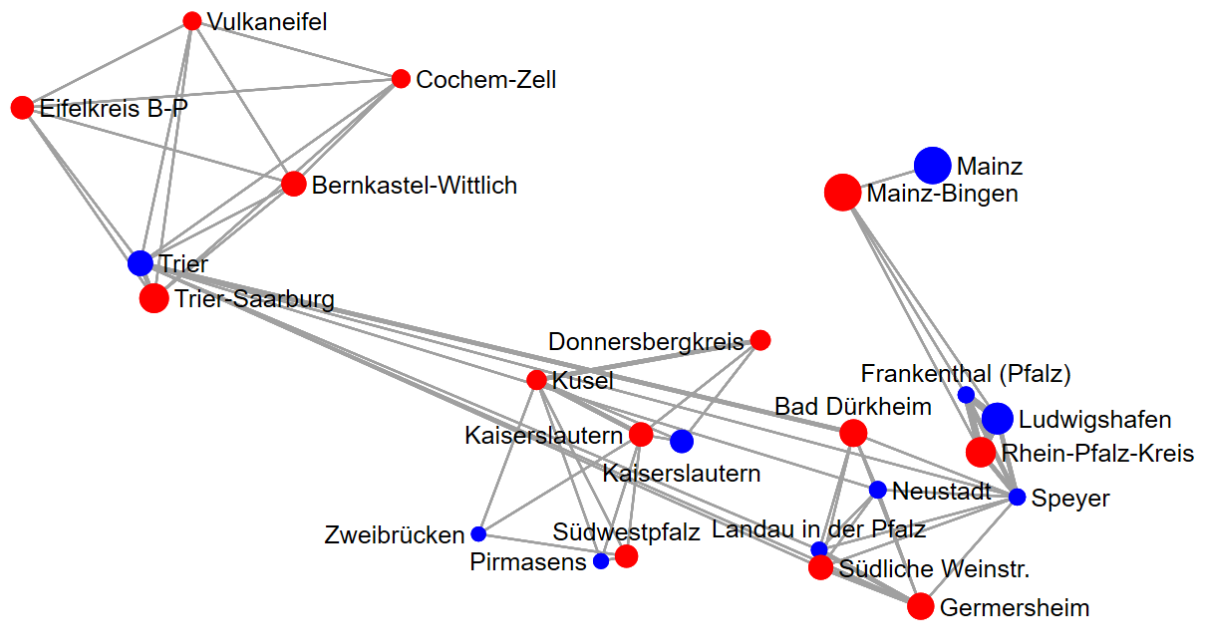 Vulkaneifel
Cochem-Zell
Eifelkreis B-P
Mainz
Bernkastel-Wittlich
Mainz-Bingen
Trier
Trier-Saarburg
Donnersbergkreis
Frankenthal (Pfalz)
Kusel
Bad Dürkheim
Ludwigshafen
Kaiserslautern
Rhein-Pfalz-Kreis
Kaiserslautern
Neustadt
Speyer
Landau in der Pfalz
Zweibrücken
Südwestpfalz
Pirmasens
Südliche Weinstr.
Germersheim